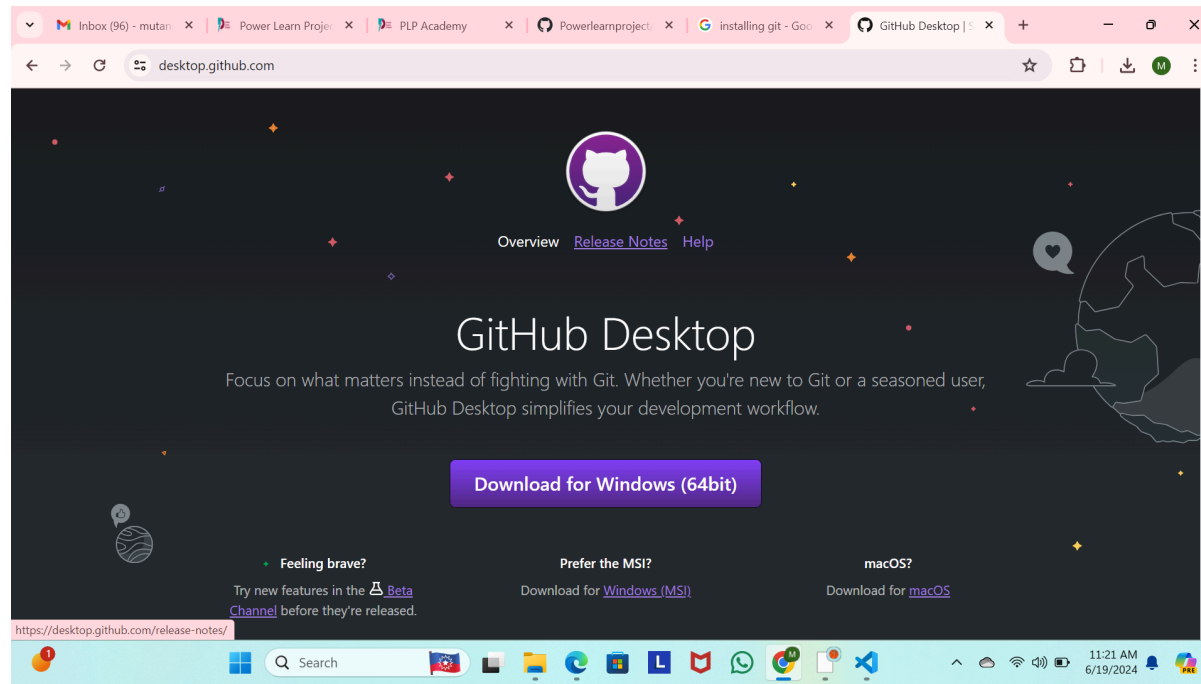 Inbox (96) - mutan
Power Learn Projec
PLP Academy
Powerlearnproject/
installing git - Goo
GitHub Desktop | S
desktop.github.com
M
Overview Release Notes Help
GitHub Desktop
Focus on what matters instead of fighting with Git. Whether you're new to Git or a seasoned user,
GitHub Desktop simplifies your development workflow.
Download for Windows (64bit)
Feeling brave?
Try new features in the Beta
Channel before they're released.
Prefer the MSI?
Download for Windows (MSI)
macOS?
Download for macOS
https://desktop.github.com/release-notes/
1
Search
L
M
11:21 AM
6/19/2024
PRE